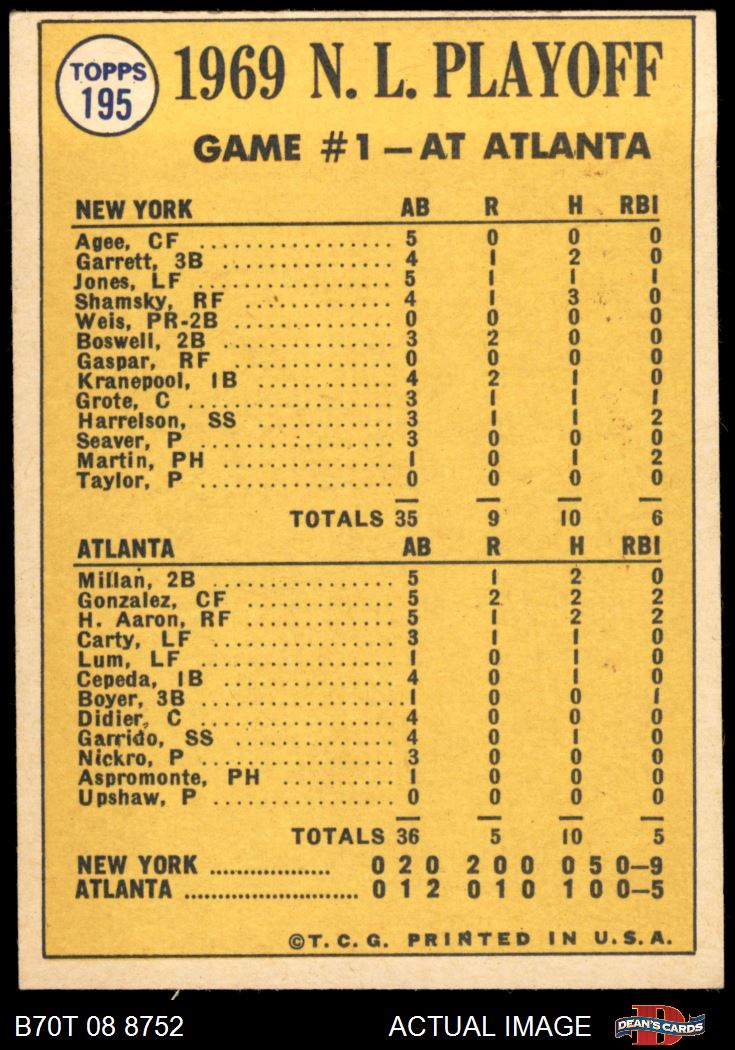 TOPPS
195
1969 N. L. PLAYOFF
GAME #1 — AT ATLANTA
NEW YORK AB R H RBI
Agee, CF .................... 5 0 0 0
Garrett, 3B .................. 4 1 2 0
Jones, LF .................... 5 1 1 1
Shamsky, RF ................ 4 1 3 0
Weis, PR-2B ................ 0 0 0 0
Boswell, 2B ................. 3 2 0 0
Gaspar, RF .................. 0 0 0 0
Kranepool, 1B .............. 4 2 1 0
Grote, C ..................... 3 1 1 1
Harrelson, SS ............... 3 1 1 2
Seaver, P .................... 3 0 0 0
Martin, PH .................. 1 0 1 2
Taylor, P .................... 0 0 0 0
TOTALS 35 9 10 6
ATLANTA AB R H RBI
Millan, 2B ................... 5 1 2 0
Gonzalez, CF ............... 5 2 2 2
H. Aaron, RF ............... 5 1 2 2
Carty, LF .................... 3 1 1 0
Lum, LF ..................... 1 0 1 0
Cepeda, 1B .................. 4 0 1 0
Boyer, 3B .................... 1 0 0 1
Didier, C .................... 4 0 0 0
Garrido, SS ................. 4 0 1 0
Nickro, P .................... 3 0 0 0
Aspromonte, PH ........... 1 0 0 0
Upshaw, P ................... 0 0 0 0
TOTALS 36 5 10 5
NEW YORK .................. 0 2 0 2 0 0 0 5 0—9
ATLANTA .......................... 0 1 2 0 1 0 1 0 0—5
©T.C.G. PRINTED IN U.S.A.
B70T 08 8752 ACTUAL IMAGE DEAN'S CARDS